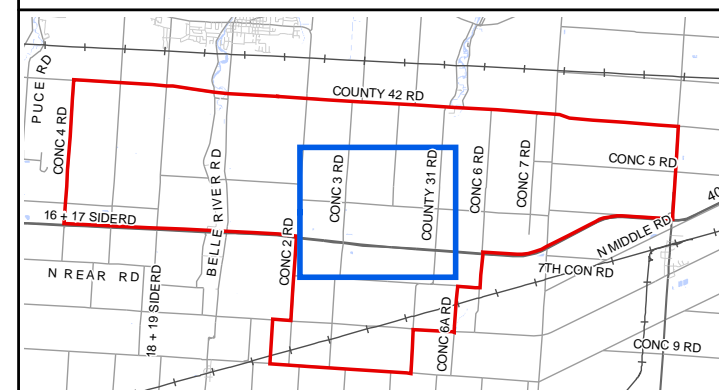 PUCE RD
COUNTY 42 RD
CONC 4 RD
CONC 3 RD
COUNTY 31 RD
CONC 6 RD
CONC 7 RD
CONC 5 RD
BELLE RIVER RD
16 + 17 SIDERD
CONC 2 RD
N MIDDLE RD
40
N REAR RD
18 + 19 SIDERD
7TH CON RD
CONC 6A RD
CONC 9 RD